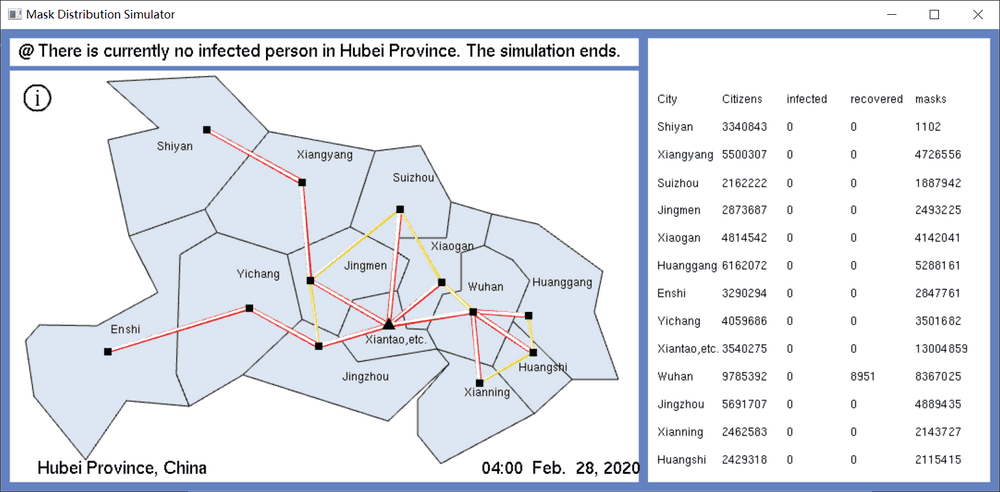 Mask Distribution Simulator
@ There is currently no infected person in Hubei Province. The simulation ends.
i
Shiyan
Xiangyang
Suizhou
Xiaogan
Jingmen
Yichang
Wuhan
Huanggang
Enshi
Xiantao,etc.
Huangshi
Jingzhou
Xianning
Hubei Province, China
04:00 Feb. 28, 2020
City Citizens infected recovered masks
Shiyan 3340843 0 0 1102
Xiangyang 5500307 0 0 4726556
Suizhou 2162222 0 0 1887942
Jingmen 2873687 0 0 2493225
Xiaogan 4814542 0 0 4142041
Huanggang 6162072 0 0 5288161
Enshi 3290294 0 0 2847761
Yichang 4059686 0 0 3501682
Xiantao,etc. 3540275 0 0 13004859
Wuhan 9785392 0 8951 8367025
Jingzhou 5691707 0 0 4889435
Xianning 2462583 0 0 2143727
Huangshi 2429318 0 0 2115415